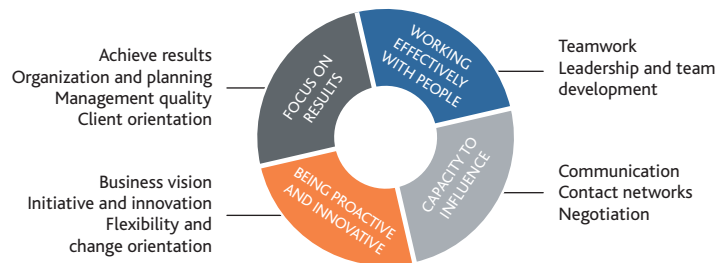 Achieve results
Organization and planning
Management quality
Client orientation
FOCUS ON
RESULTS
WORKING
EFFECTIVELY
WITH PEOPLE
Teamwork
Leadership and team
development
Business vision
Initiative and innovation
Flexibility and
change orientation
BEING PROACTIVE
AND INNOVATIVE
CAPACITY TO
INFLUENCE
Communication
Contact networks
Negotiation